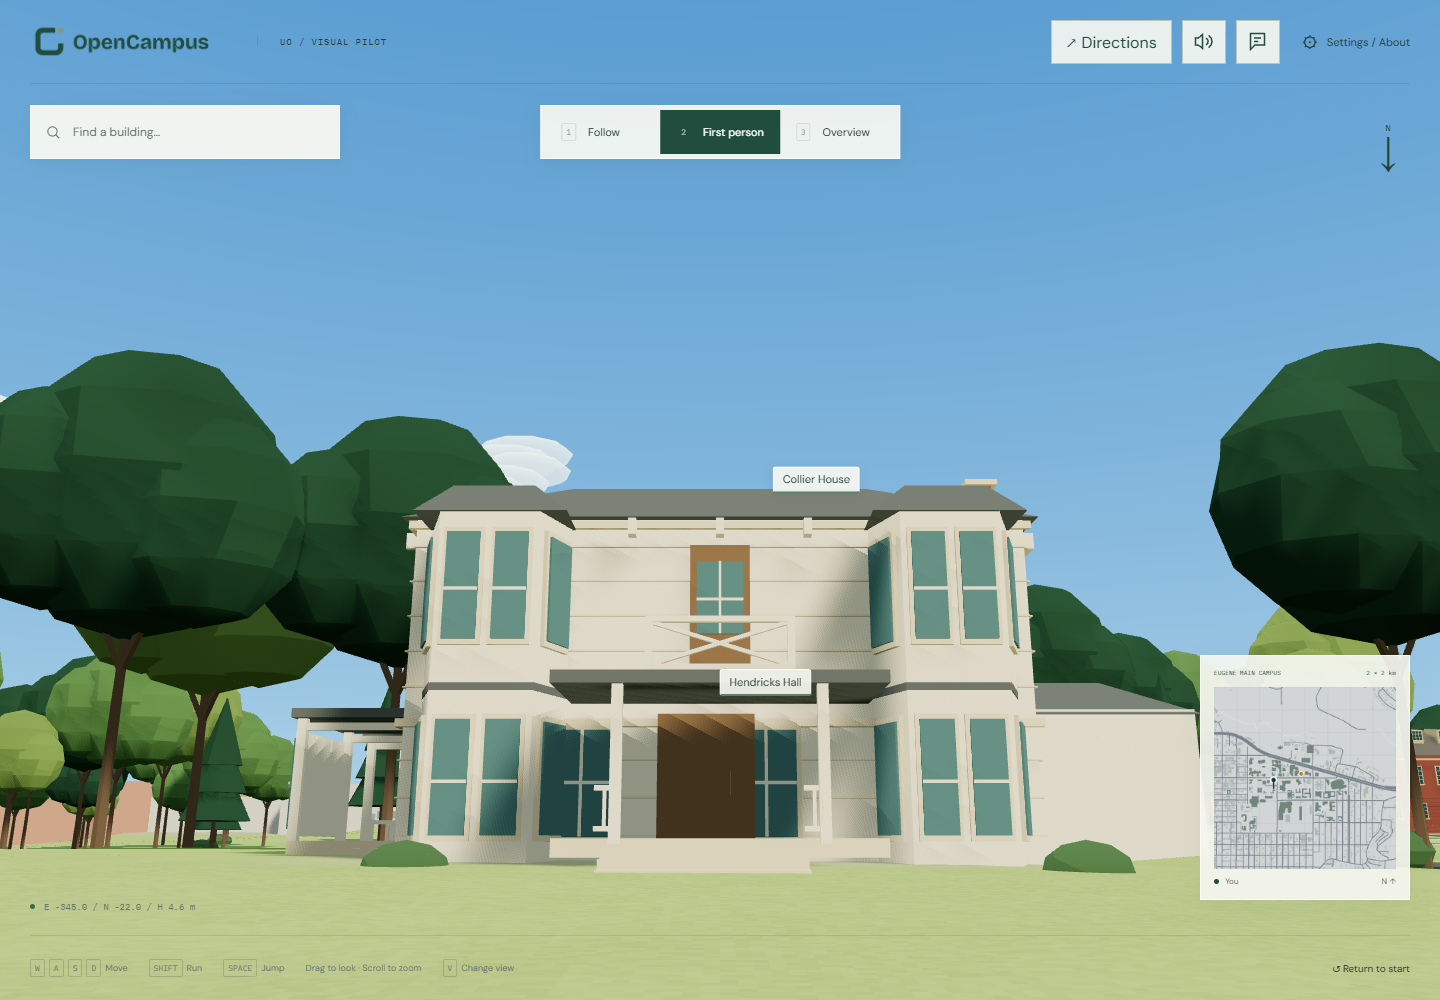 OpenCampus
UO / VISUAL PILOT
↗ Directions
Settings / About
Find a building...
1 Follow
2 First person
3 Overview
N
Collier House
Hendricks Hall
EUGENE MAIN CAMPUS
2 × 2 km
You
N ↑
E -345.0 / N -22.0 / H 4.6 m
W A S D Move
SHIFT Run
SPACE Jump
Drag to look · Scroll to zoom
V Change view
↺ Return to start